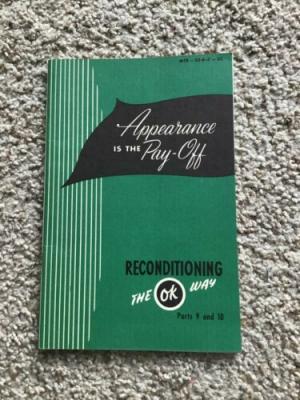 Appearance
IS THE Pay-Off
RECONDITIONING
THE OK WAY
Parts 9 and 10